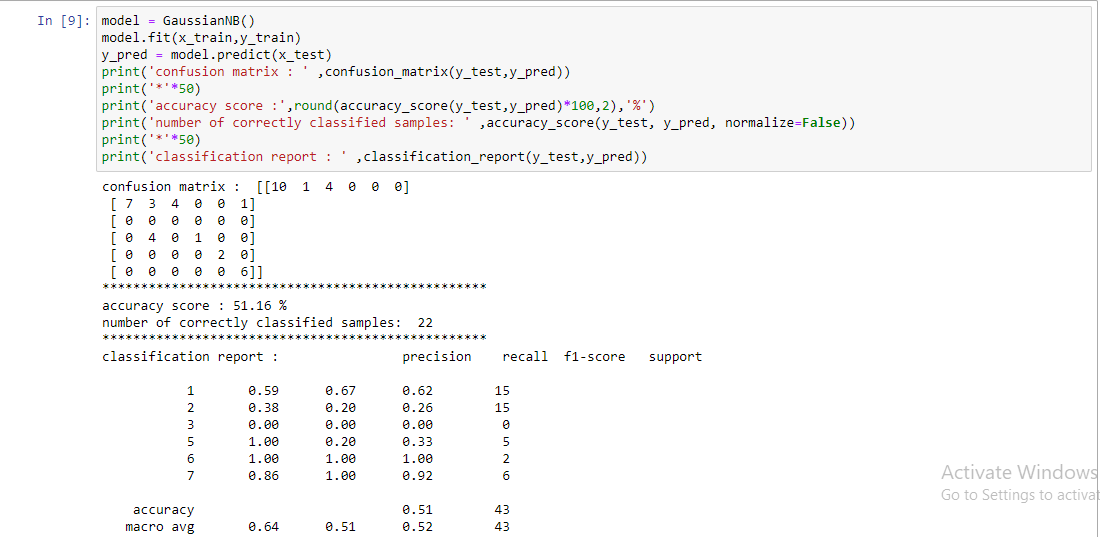 In [9]: model = GaussianNB()
model.fit(x_train,y_train)
y_pred = model.predict(x_test)
print('confusion matrix : ' ,confusion_matrix(y_test,y_pred))
print('*'*50)
print('accuracy score :',round(accuracy_score(y_test,y_pred)*100,2),'%')
print('number of correctly classified samples: ' ,accuracy_score(y_test, y_pred, normalize=False))
print('*'*50)
print('classification report : ' ,classification_report(y_test,y_pred))
confusion matrix :  [[10  1  4  0  0  0]
 [ 7  3  4  0  0  1]
 [ 0  0  0  0  0  0]
 [ 0  4  0  1  0  0]
 [ 0  0  0  0  2  0]
 [ 0  0  0  0  0  6]]
**************************************************
accuracy score : 51.16 %
number of correctly classified samples:  22
**************************************************
classification report :                precision    recall  f1-score   support
1       0.59      0.67      0.62        15
2       0.38      0.20      0.26        15
3       0.00      0.00      0.00         0
5       1.00      0.20      0.33         5
6       1.00      1.00      1.00         2
7       0.86      1.00      0.92         6
accuracy                           0.51        43
macro avg       0.64      0.51      0.52        43
Activate Windows
Go to Settings to activat